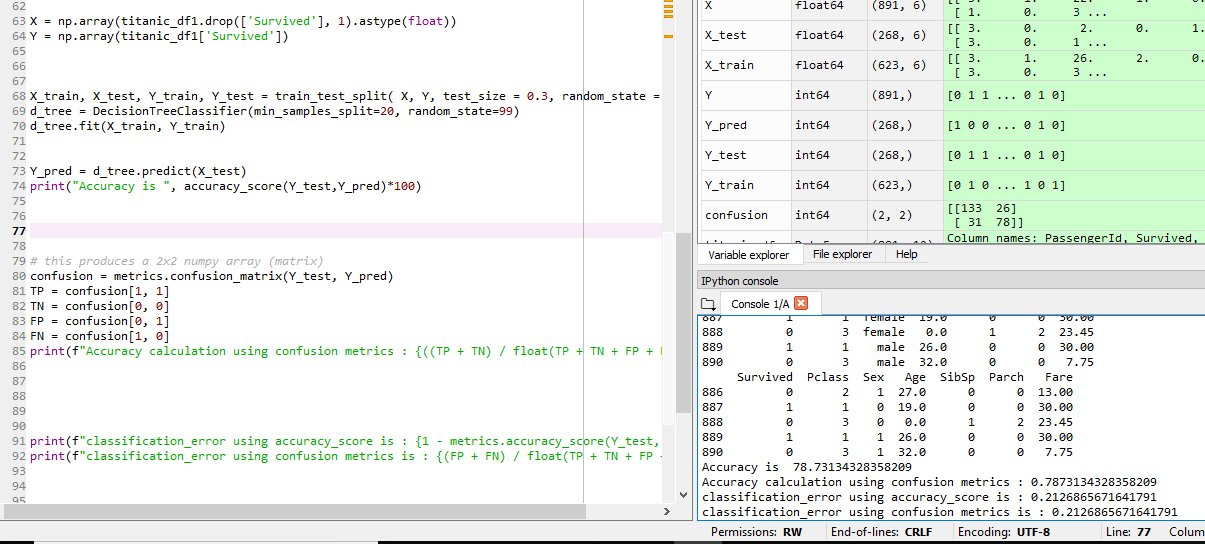 62
63 X = np.array(titanic_df1.drop(['Survived'], 1).astype(float))
64 Y = np.array(titanic_df1['Survived'])
65
66
67
68 X_train, X_test, Y_train, Y_test = train_test_split( X, Y, test_size = 0.3, random_state =
69 d_tree = DecisionTreeClassifier(min_samples_split=20, random_state=99)
70 d_tree.fit(X_train, Y_train)
71
72
73 Y_pred = d_tree.predict(X_test)
74 print("Accuracy is ", accuracy_score(Y_test,Y_pred)*100)
75
76
77
78
79 # this produces a 2x2 numpy array (matrix)
80 confusion = metrics.confusion_matrix(Y_test, Y_pred)
81 TP = confusion[1, 1]
82 TN = confusion[0, 0]
83 FP = confusion[0, 1]
84 FN = confusion[1, 0]
85 print(f"Accuracy calculation using confusion metrics : {((TP + TN) / float(TP + TN + FP +
86
87
88
89
90
91 print(f"classification_error using accuracy_score is : {1 - metrics.accuracy_score(Y_test,
92 print(f"classification_error using confusion metrics is : {(FP + FN) / float(TP + TN + FP
93
94
95
X float64 (891, 6)
[ 1. 0. 3 ...
X_test float64 (268, 6) [[ 3. 0. 2. 0. 1.
[ 3. 0. 1 ...
X_train float64 (623, 6) [[ 3. 1. 26. 2. 0.
[ 3. 0. 3 ...
Y int64 (891,) [0 1 1 ... 0 1 0]
Y_pred int64 (268,) [1 0 0 ... 0 1 0]
Y_test int64 (268,) [0 1 1 ... 0 1 0]
Y_train int64 (623,) [0 1 0 ... 1 0 1]
confusion int64 (2, 2) [[133 26]
[ 31 78]]
Column names: PassengerId, Survived,
Variable explorer File explorer Help
IPython console
Console 1/A
887 1 1 female 19.0 0 0 30.00
888 0 3 female 0.0 1 2 23.45
889 1 1 male 26.0 0 0 30.00
890 0 3 male 32.0 0 0 7.75
Survived Pclass Sex Age SibSp Parch Fare
886 0 2 1 27.0 0 0 13.00
887 1 1 0 19.0 0 0 30.00
888 0 3 0 0.0 1 2 23.45
889 1 1 1 26.0 0 0 30.00
890 0 3 1 32.0 0 0 7.75
Accuracy is 78.73134328358209
Accuracy calculation using confusion metrics : 0.7873134328358209
classification_error using accuracy_score is : 0.2126865671641791
classification_error using confusion metrics is : 0.2126865671641791
Permissions: RW End-of-lines: CRLF Encoding: UTF-8 Line: 77 Colum